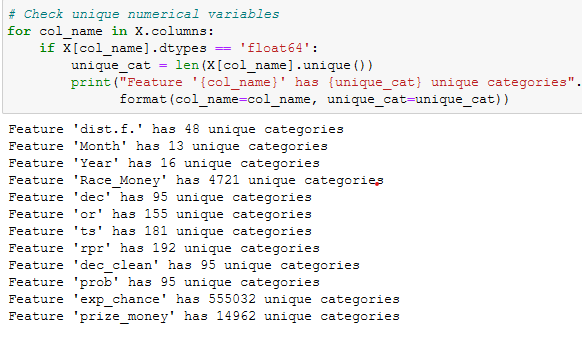 # Check unique numerical variables
for col_name in X.columns:
    if X[col_name].dtypes == 'float64':
        unique_cat = len(X[col_name].unique())
        print("Feature '{col_name}' has {unique_cat} unique categories".
              format(col_name=col_name, unique_cat=unique_cat))
Feature 'dist.f.' has 48 unique categories
Feature 'Month' has 13 unique categories
Feature 'Year' has 16 unique categories
Feature 'Race_Money' has 4721 unique categories
Feature 'dec' has 95 unique categories
Feature 'or' has 155 unique categories
Feature 'ts' has 181 unique categories
Feature 'rpr' has 192 unique categories
Feature 'dec_clean' has 95 unique categories
Feature 'prob' has 95 unique categories
Feature 'exp_chance' has 555032 unique categories
Feature 'prize_money' has 14962 unique categories